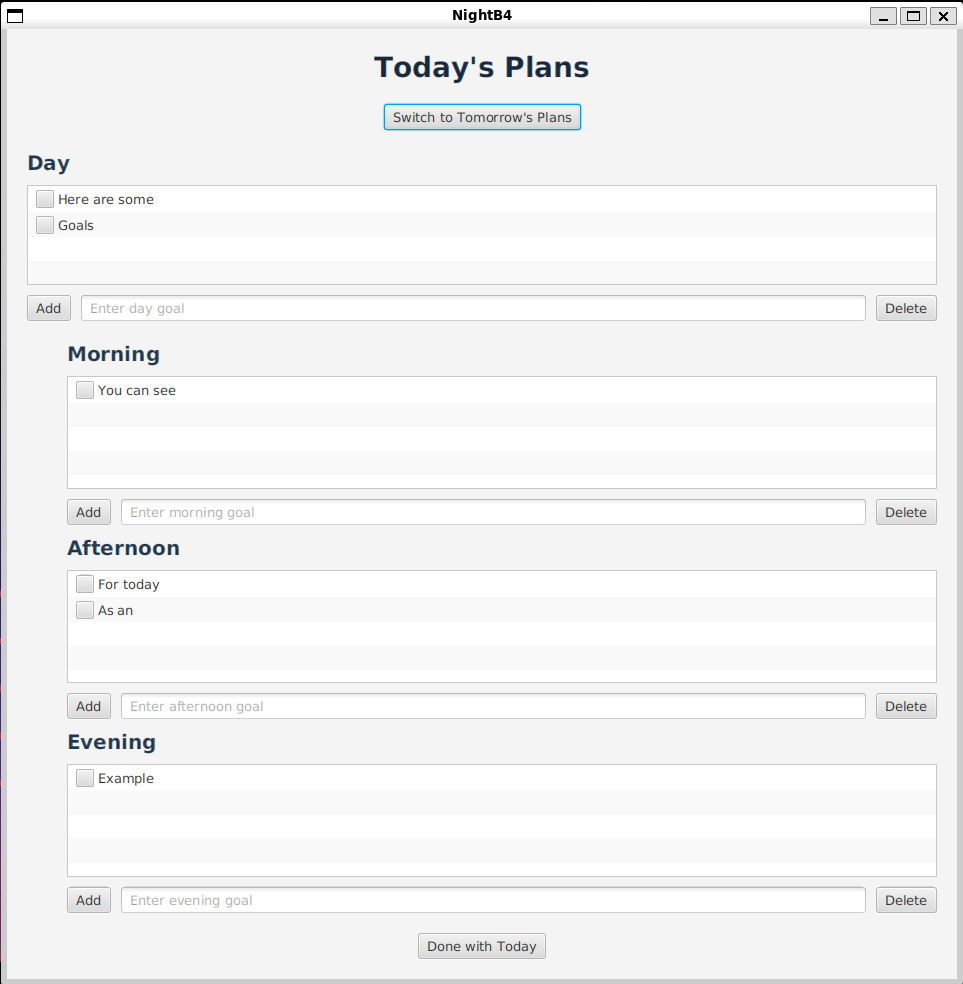 NightB4
Today's Plans
Switch to Tomorrow's Plans
Day
Here are some
Goals
Add Enter day goal Delete
Morning
You can see
Add Enter morning goal Delete
Afternoon
For today
As an
Add Enter afternoon goal Delete
Evening
Example
Add Enter evening goal Delete
Done with Today